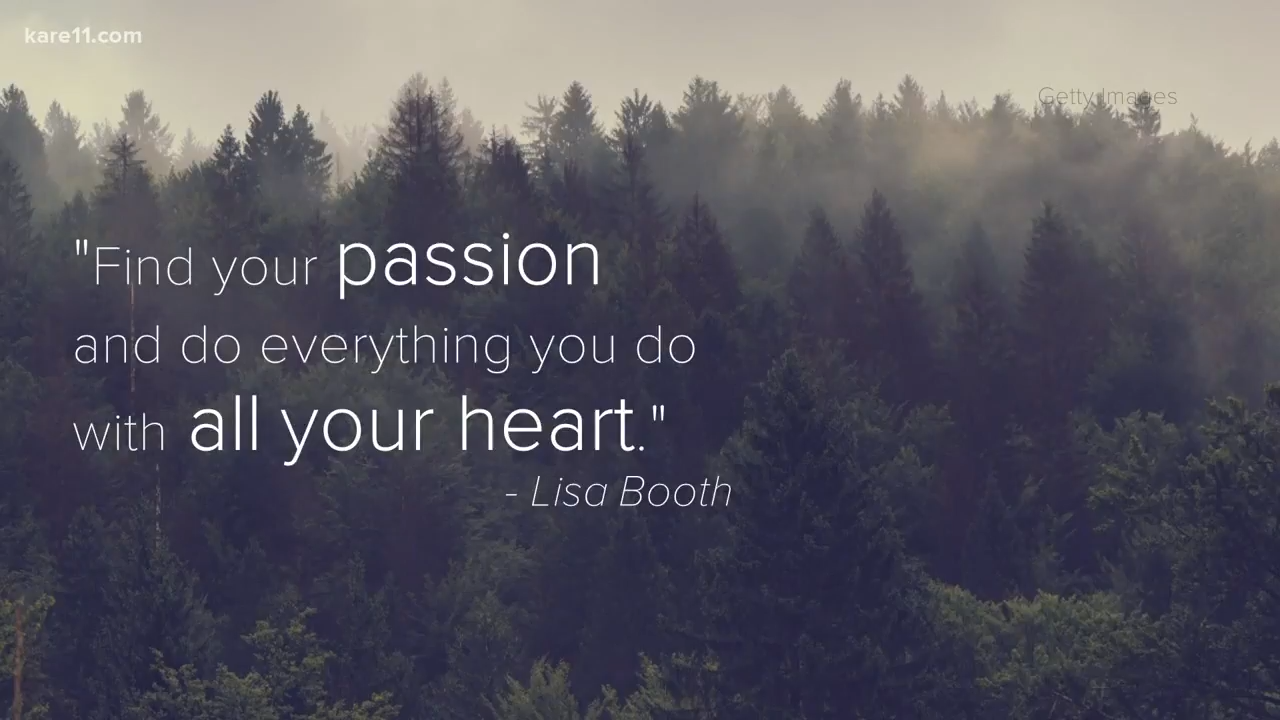 kare11.com
Getty Images
"Find your passion
and do everything you do
with all your heart."
- Lisa Booth